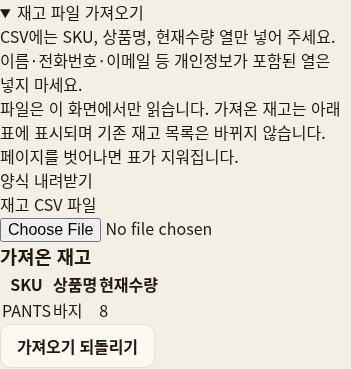 ▼ 재고 파일 가져오기
CSV에는 SKU, 상품명, 현재수량 열만 넣어 주세요.
이름·전화번호·이메일 등 개인정보가 포함된 열은
넣지 마세요.
파일은 이 화면에서만 읽습니다. 가져온 재고는 아래
표에 표시되며 기존 재고 목록은 바뀌지 않습니다.
페이지를 벗어나면 표가 지워집니다.
양식 내려받기
재고 CSV 파일
Choose File No file chosen
가져온 재고
SKU 상품명 현재수량
PANTS 바지 8
가져오기 되돌리기